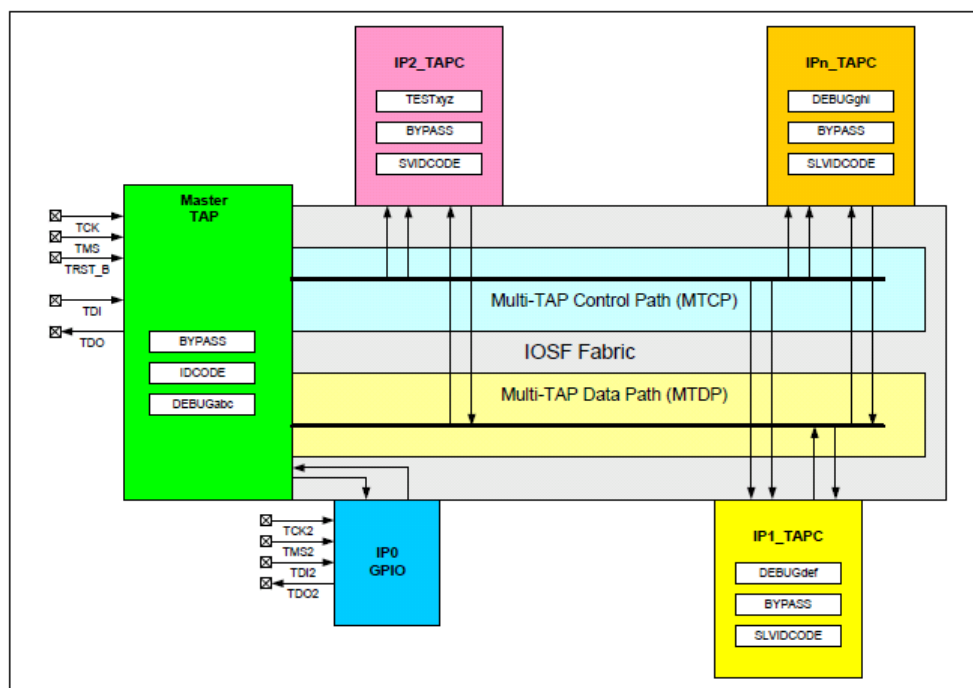 IP2_TAPC
TESTxyz
BYPASS
SVIDCODE
IPn_TAPC
DEBUGghI
BYPASS
SLVIDCODE
Master
TAP
TCK
TMS
TRST_B
TDI
TDO
BYPASS
IDCODE
DEBUGabc
Multi-TAP Control Path (MTCP)
IOSF Fabric
Multi-TAP Data Path (MTDP)
TCK2
TMS2
TDI2
TDO2
IP0
GPIO
IP1_TAPC
DEBUGdef
BYPASS
SLVIDCODE